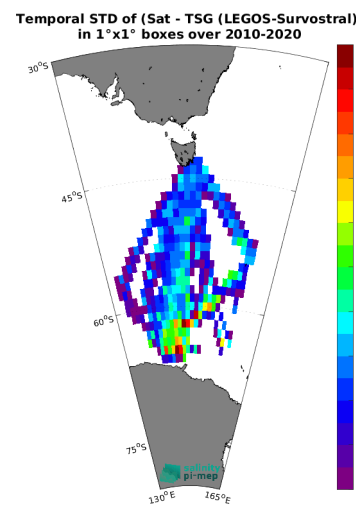 Temporal STD of (Sat - TSG (LEGOS-Survostral)
in 1°x1° boxes over 2010-2020
30°S
45°S
60°S
75°S
pi-mep
130°E
165°E